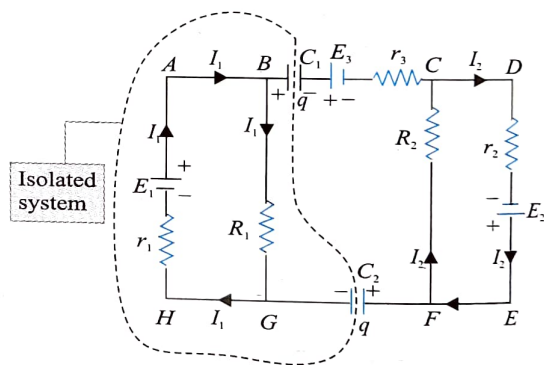 A I₁ B C₁ E₃ r₃ C I₂ D
+ q − + −
I₁ I₁ R₂ r₂
Isolated
system
E₁ + −
− + E₂
r₁ R₁
I₂ I₂
− C₂ +
H I₁ G q F E